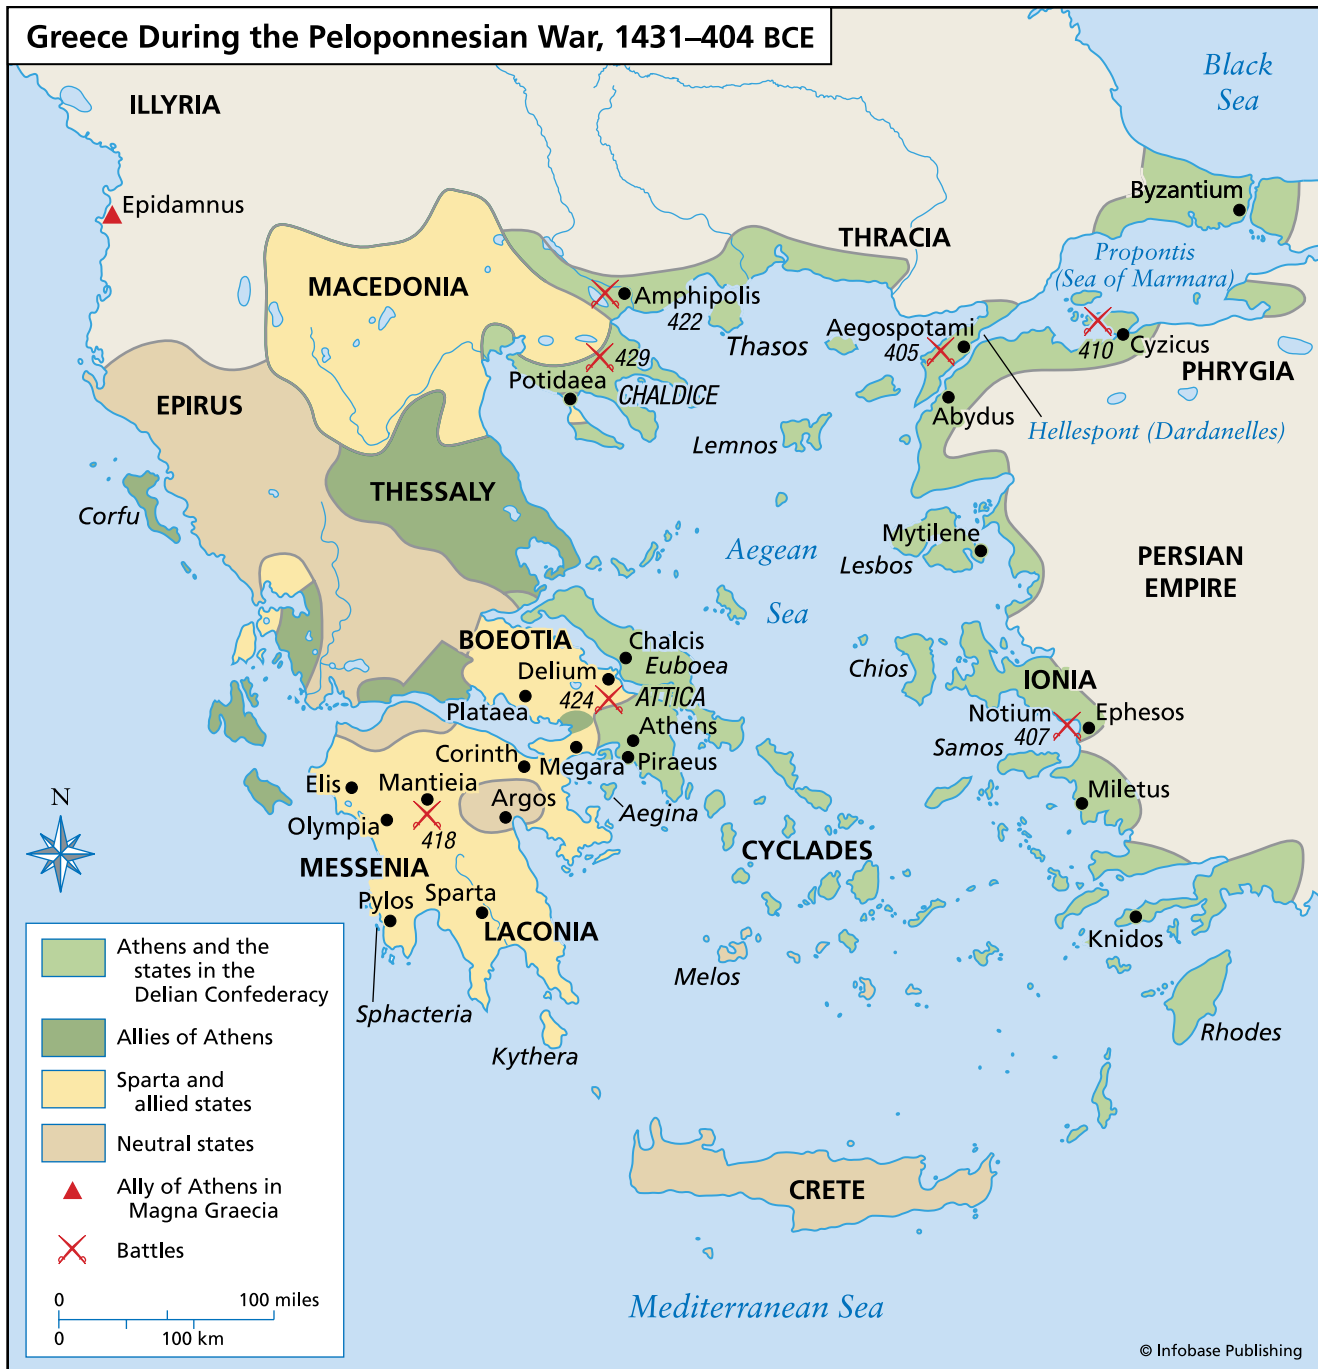 Greece During the Peloponnesian War, 1431–404 BCE
Black
Sea
ILLYRIA
Byzantium
Epidamnus
THRACIA
Propontis
(Sea of Marmara)
MACEDONIA
Amphipolis
422
Aegospotami
405
Thasos
410
Cyzicus
429
PHRYGIA
Potidaea
CHALDICE
EPIRUS
Abydus
Hellespont (Dardanelles)
Lemnos
THESSALY
Corfu
Mytilene
Aegean
Sea
Lesbos
PERSIAN
EMPIRE
BOEOTIA
Chalcis
Euboea
Delium
Chios
IONIA
424
ATTICA
Plataea
Notium
407
Ephesos
Athens
Samos
Corinth
Megara
Piraeus
Elis
Mantieia
Argos
Miletus
Aegina
Olympia
418
CYCLADES
MESSENIA
Pylos
Sparta
LACONIA
Knidos
Melos
Sphacteria
Rhodes
Kythera
N
Athens and the
states in the
Delian Confederacy
Allies of Athens
Sparta and
allied states
Neutral states
Ally of Athens in
Magna Graecia
Battles
0
100 miles
0
100 km
CRETE
Mediterranean Sea
© Infobase Publishing